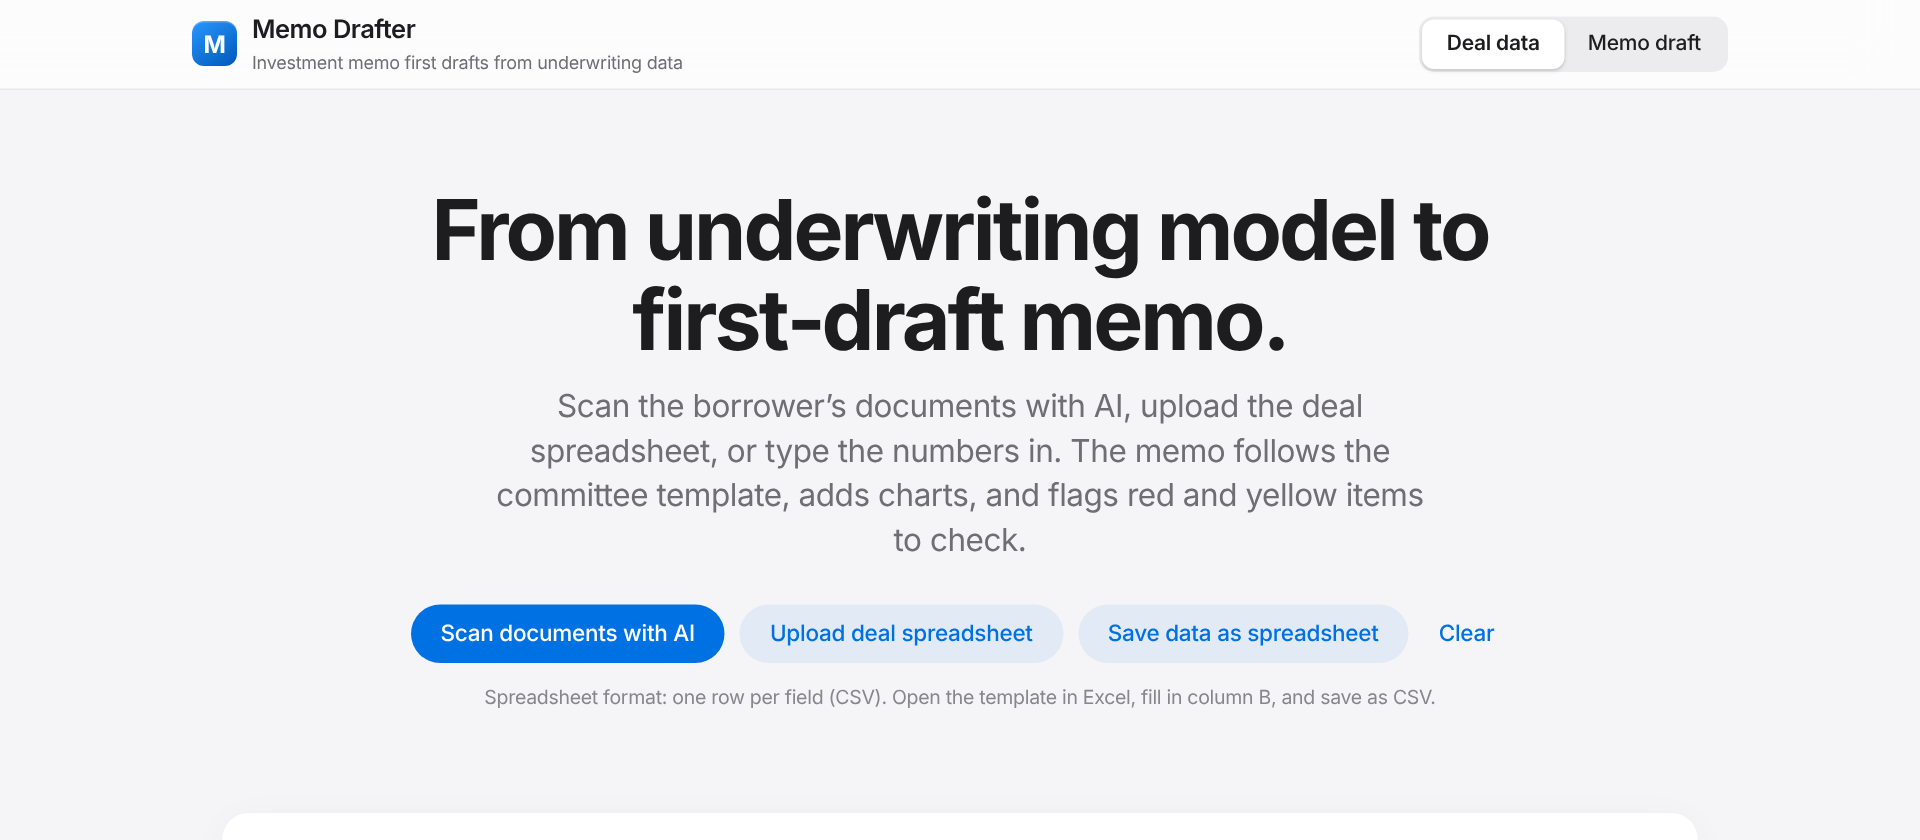 M
Memo Drafter
Investment memo first drafts from underwriting data
Deal data
Memo draft
From underwriting model to
first-draft memo.
Scan the borrower’s documents with AI, upload the deal
spreadsheet, or type the numbers in. The memo follows the
committee template, adds charts, and flags red and yellow items
to check.
Scan documents with AI
Upload deal spreadsheet
Save data as spreadsheet
Clear
Spreadsheet format: one row per field (CSV). Open the template in Excel, fill in column B, and save as CSV.